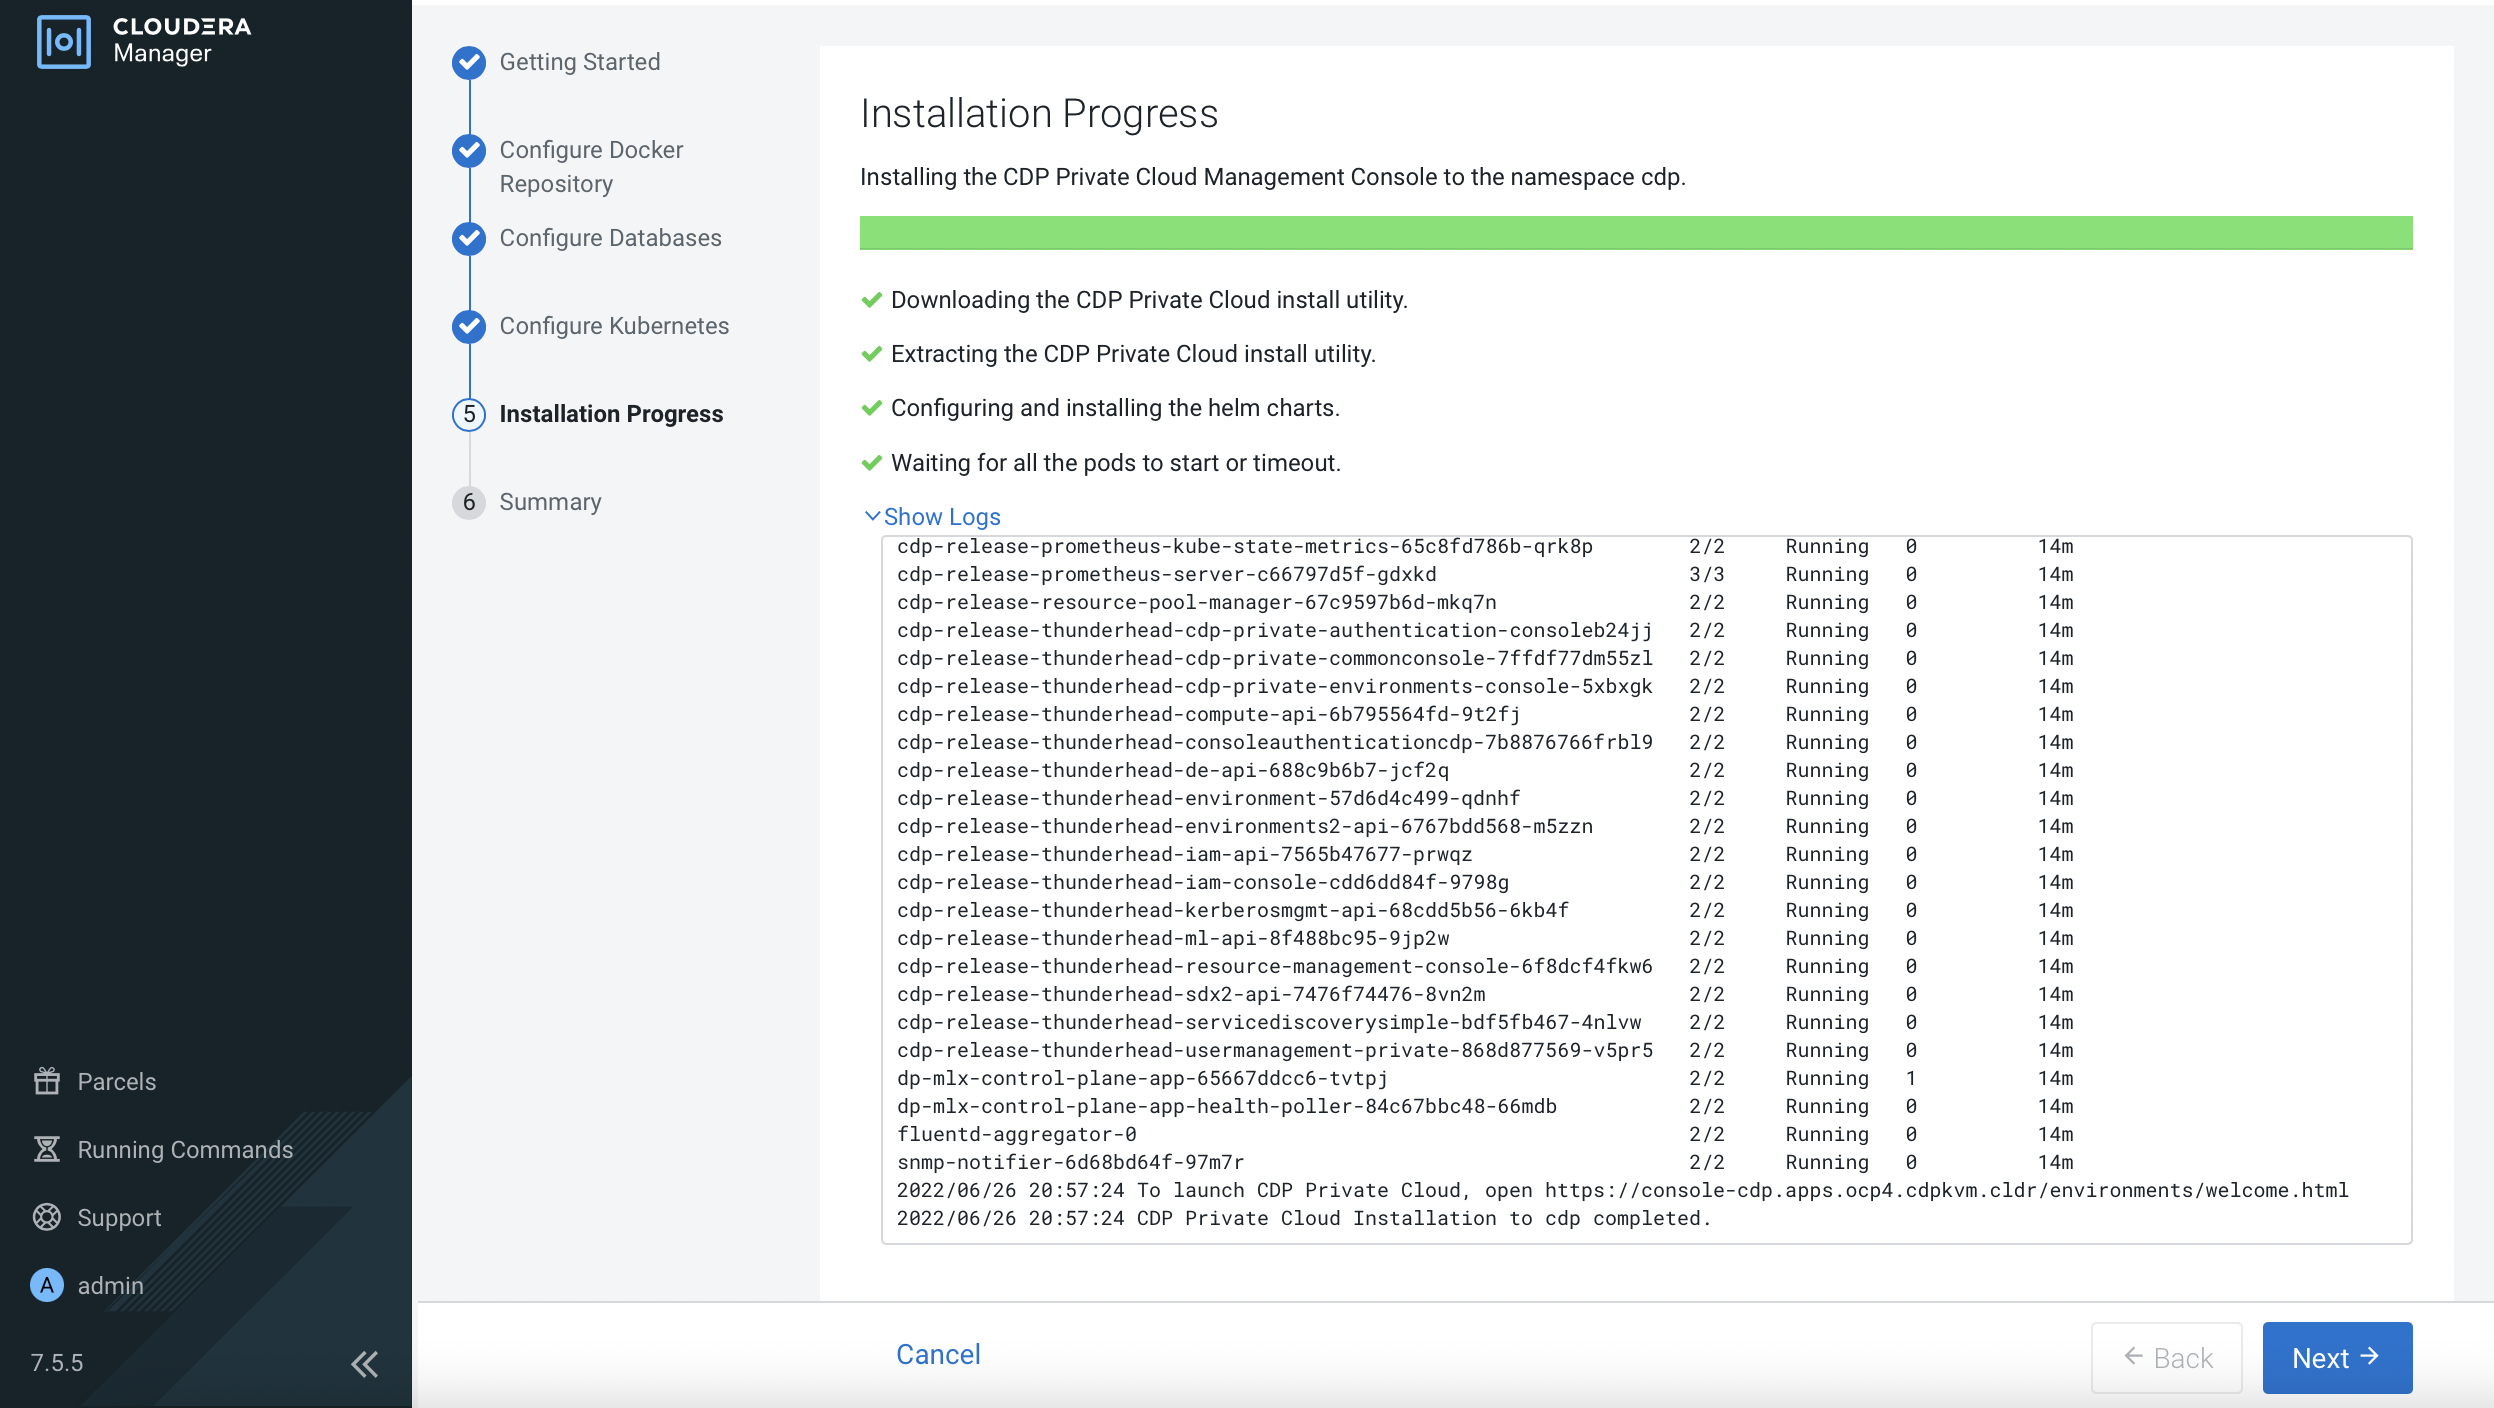 CLOUDERA
Manager
Parcels
Running Commands
Support
A admin
7.5.5
Getting Started
Configure Docker
Repository
Configure Databases
Configure Kubernetes
5 Installation Progress
6 Summary
Installation Progress
Installing the CDP Private Cloud Management Console to the namespace cdp.
Downloading the CDP Private Cloud install utility.
Extracting the CDP Private Cloud install utility.
Configuring and installing the helm charts.
Waiting for all the pods to start or timeout.
Show Logs
cdp-release-prometheus-kube-state-metrics-65c8fd786b-qrk8p 2/2 Running 0 14m
cdp-release-prometheus-server-c66797d5f-gdxkd 3/3 Running 0 14m
cdp-release-resource-pool-manager-67c9597b6d-mkq7n 2/2 Running 0 14m
cdp-release-thunderhead-cdp-private-authentication-consoleb24jj 2/2 Running 0 14m
cdp-release-thunderhead-cdp-private-commonconsole-7ffdf77dm55zl 2/2 Running 0 14m
cdp-release-thunderhead-cdp-private-environments-console-5xbxgk 2/2 Running 0 14m
cdp-release-thunderhead-compute-api-6b795564fd-9t2fj 2/2 Running 0 14m
cdp-release-thunderhead-consoleauthenticationcdp-7b8876766frbl9 2/2 Running 0 14m
cdp-release-thunderhead-de-api-688c9b6b7-jcf2q 2/2 Running 0 14m
cdp-release-thunderhead-environment-57d6d4c499-qdnhf 2/2 Running 0 14m
cdp-release-thunderhead-environments2-api-6767bdd568-m5zzn 2/2 Running 0 14m
cdp-release-thunderhead-iam-api-7565b47677-prwqz 2/2 Running 0 14m
cdp-release-thunderhead-iam-console-cdd6dd84f-9798g 2/2 Running 0 14m
cdp-release-thunderhead-kerberosmgmt-api-68cdd5b56-6kb4f 2/2 Running 0 14m
cdp-release-thunderhead-ml-api-8f488bc95-9jp2w 2/2 Running 0 14m
cdp-release-thunderhead-resource-management-console-6f8dcf4fkw6 2/2 Running 0 14m
cdp-release-thunderhead-sdx2-api-7476f74476-8vn2m 2/2 Running 0 14m
cdp-release-thunderhead-servicediscoverysimple-bdf5fb467-4nlvw 2/2 Running 0 14m
cdp-release-thunderhead-usermanagement-private-868d877569-v5pr5 2/2 Running 0 14m
dp-mlx-control-plane-app-65667ddcc6-tvtpj 2/2 Running 1 14m
dp-mlx-control-plane-app-health-poller-84c67bbc48-66mdb 2/2 Running 0 14m
fluentd-aggregator-0 2/2 Running 0 14m
snmp-notifier-6d68bd64f-97m7r 2/2 Running 0 14m
2022/06/26 20:57:24 To launch CDP Private Cloud, open https://console-cdp.apps.ocp4.cdpkvm.cldr/environments/welcome.html
2022/06/26 20:57:24 CDP Private Cloud Installation to cdp completed.
Cancel
Back
Next